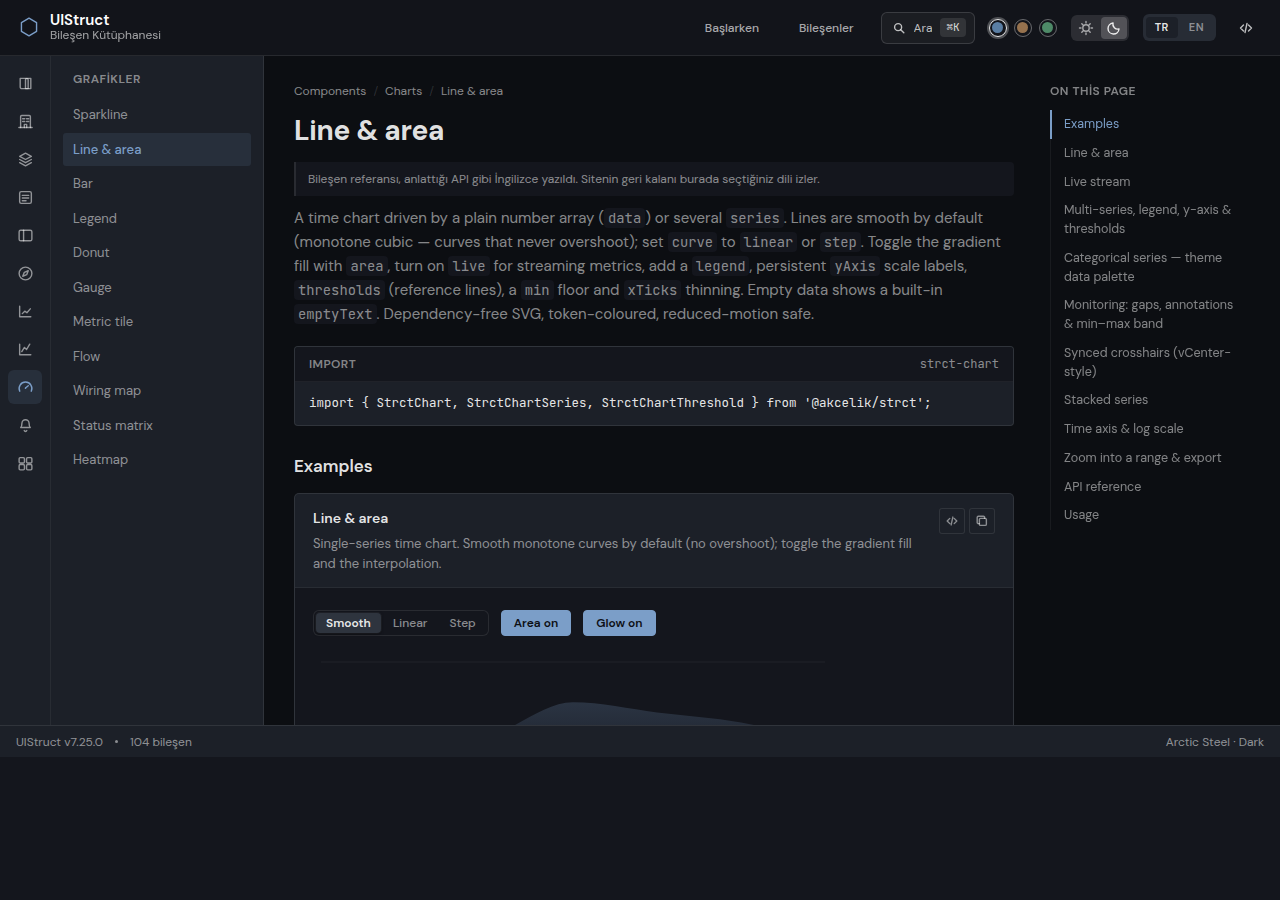 UIStruct
Bileşen Kütüphanesi
Başlarken
Bileşenler
Ara ⌘K
TR EN
GRAFİKLER
Sparkline
Line & area
Bar
Legend
Donut
Gauge
Metric tile
Flow
Wiring map
Status matrix
Heatmap
Components / Charts / Line & area
Line & area
Bileşen referansı, anlattığı API gibi İngilizce yazıldı. Sitenin geri kalanı burada seçtiğiniz dili izler.
A time chart driven by a plain number array ( data ) or several series . Lines are smooth by default
(monotone cubic — curves that never overshoot); set curve to linear or step . Toggle the gradient
fill with area , turn on live for streaming metrics, add a legend , persistent yAxis scale labels,
thresholds (reference lines), a min floor and xTicks thinning. Empty data shows a built-in
emptyText . Dependency-free SVG, token-coloured, reduced-motion safe.
IMPORT strct-chart
import { StrctChart, StrctChartSeries, StrctChartThreshold } from '@akcelik/strct';
Examples
Line & area
Single-series time chart. Smooth monotone curves by default (no overshoot); toggle the gradient fill
and the interpolation.
Smooth Linear Step Area on Glow on
ON THİS PAGE
Examples
Line & area
Live stream
Multi-series, legend, y-axis &
thresholds
Categorical series — theme
data palette
Monitoring: gaps, annotations
& min–max band
Synced crosshairs (vCenter-
style)
Stacked series
Time axis & log scale
Zoom into a range & export
API reference
Usage
UIStruct v7.25.0 • 104 bileşen
Arctic Steel · Dark